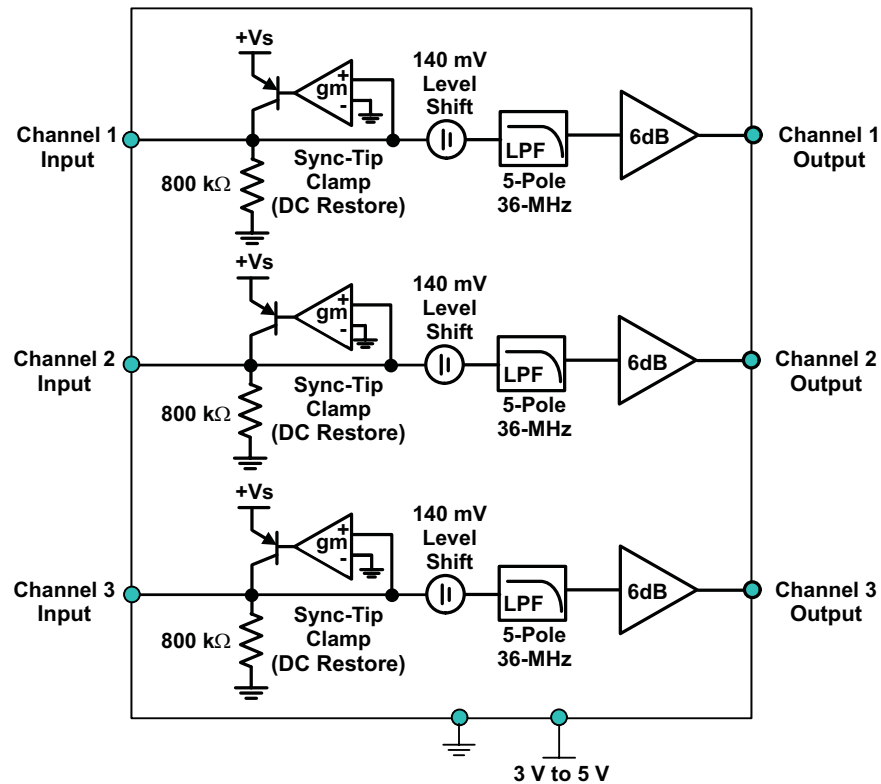 +Vs
gm
+
-
140 mV
Level
Shift
Channel 1
Input
800 kΩ
Sync-Tip
Clamp
(DC Restore)
LPF
5-Pole
36-MHz
6dB
Channel 1
Output
+Vs
gm
+
-
140 mV
Level
Shift
Channel 2
Input
800 kΩ
Sync-Tip
Clamp
(DC Restore)
LPF
5-Pole
36-MHz
6dB
Channel 2
Output
+Vs
gm
+
-
140 mV
Level
Shift
Channel 3
Input
800 kΩ
Sync-Tip
Clamp
(DC Restore)
LPF
5-Pole
36-MHz
6dB
Channel 3
Output
3 V to 5 V